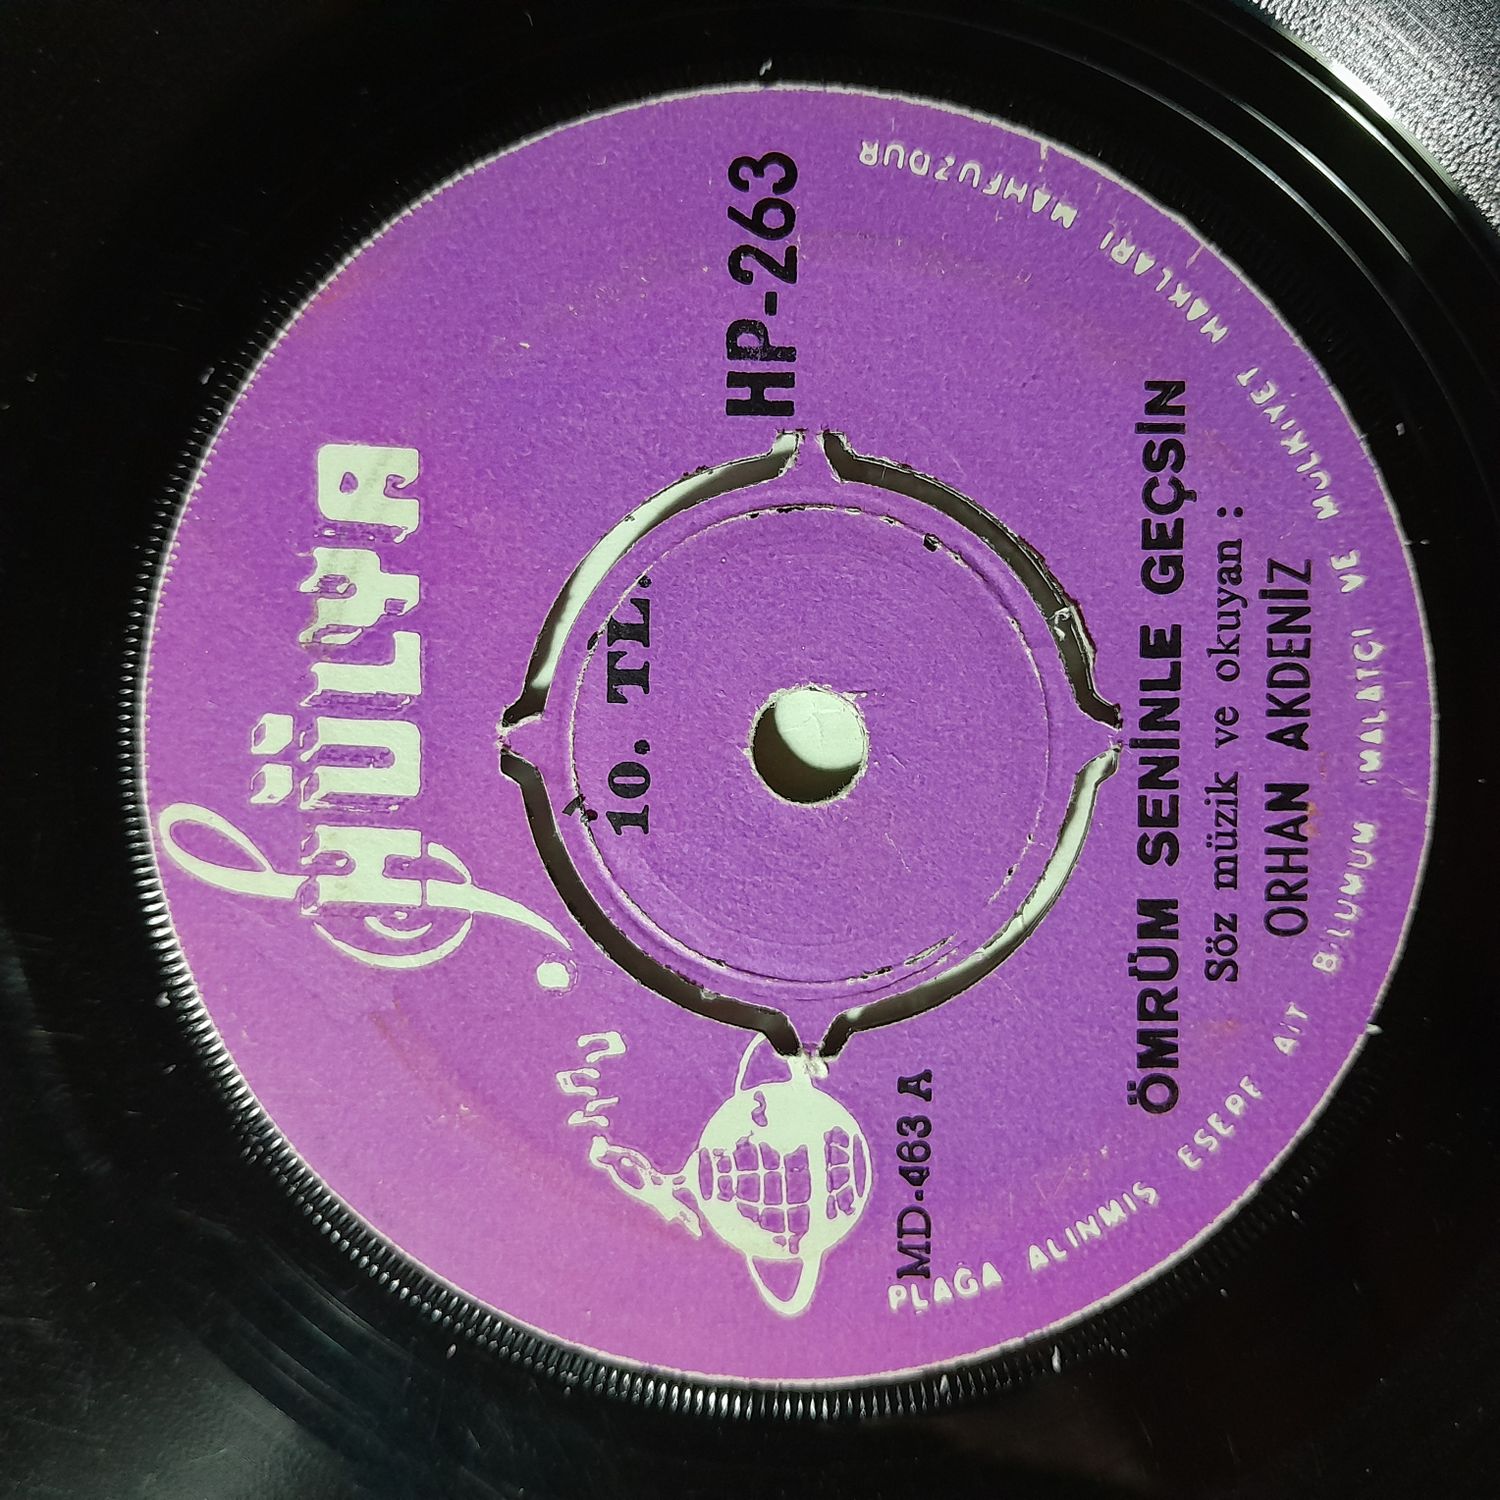 HÜLYA
10. TL.
HP-263
MD-463 A
ÖMRÜM SENİNLE GEÇSİN
Söz müzik ve okuyan :
ORHAN AKDENİZ
PLAĞA ALINMIŞ ESERE AİT BİLUMUM İMALATÇI VE MÜLKİYET HAKLARI MAHFUZDUR